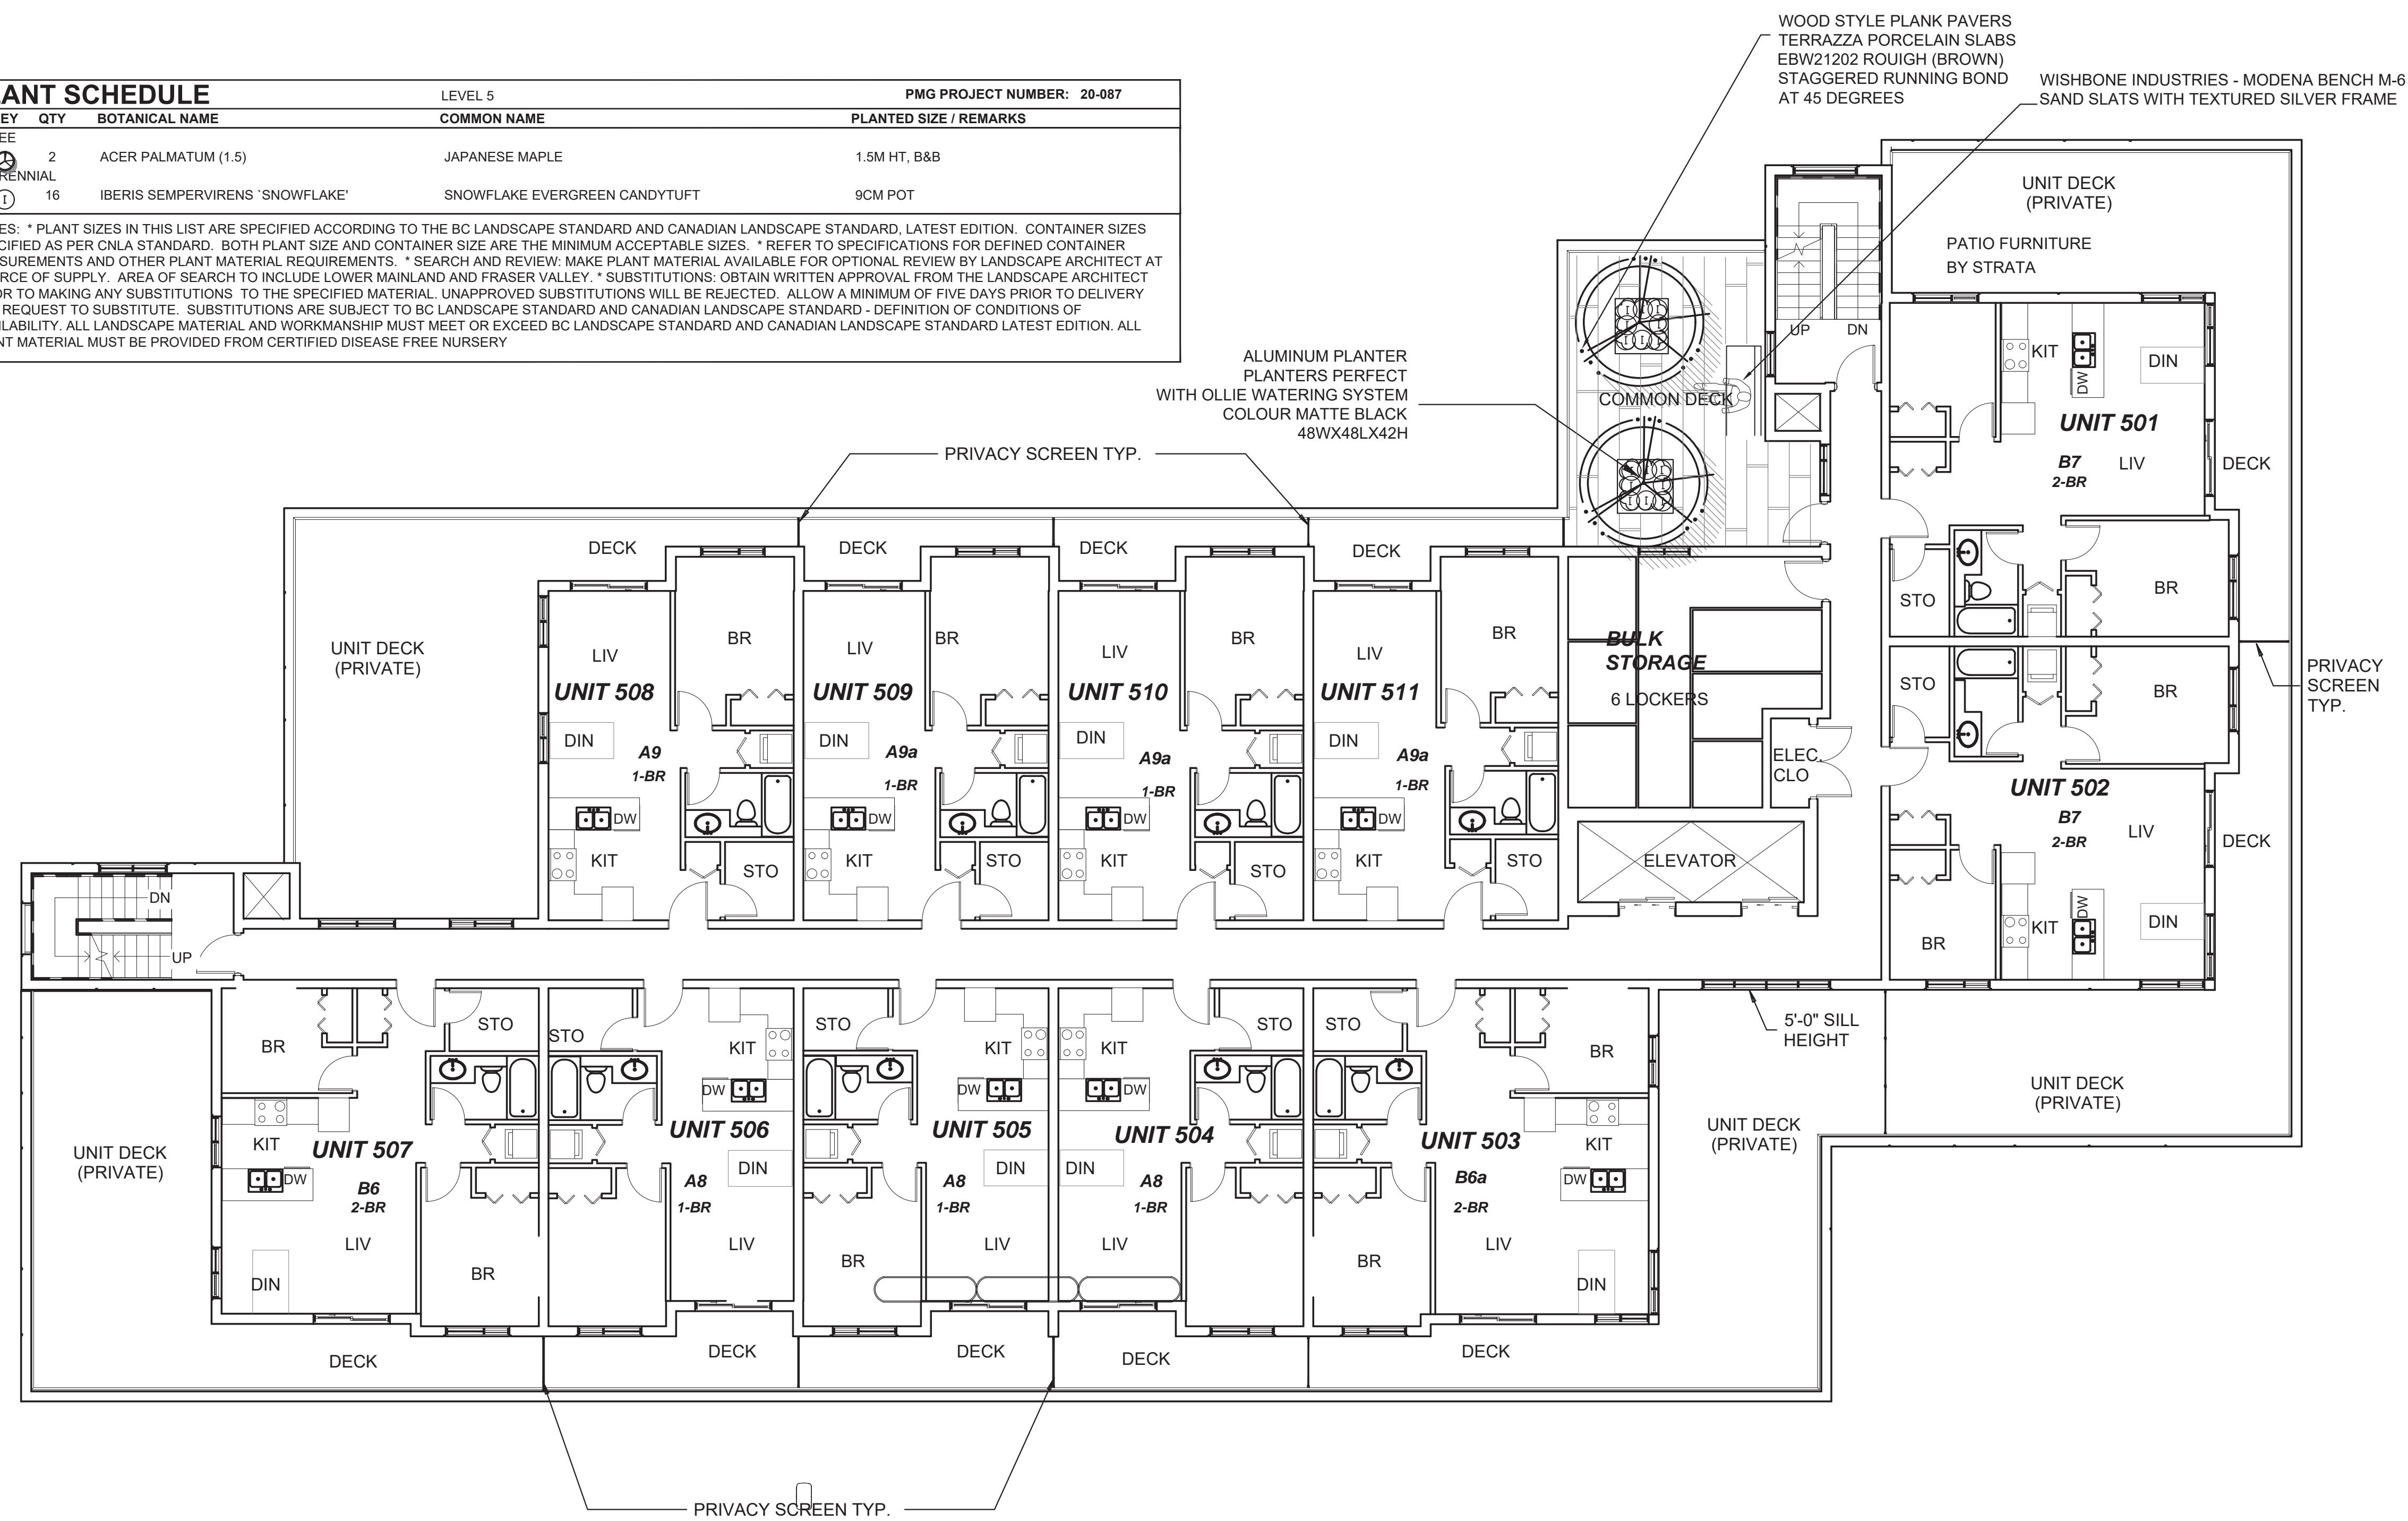 WOOD STYLE PLANK PAVERS
TERRAZZA PORCELAIN SLABS
EBW21202 ROUIGH (BROWN)
STAGGERED RUNNING BOND
AT 45 DEGREES
WISHBONE INDUSTRIES - MODENA BENCH M-6
SAND SLATS WITH TEXTURED SILVER FRAME
ANT SCHEDULE LEVEL 5 PMG PROJECT NUMBER: 20-087
EY QTY BOTANICAL NAME COMMON NAME PLANTED SIZE / REMARKS
EE
2 ACER PALMATUM (1.5) JAPANESE MAPLE 1.5M HT, B&B
RENNIAL
I 16 IBERIS SEMPERVIRENS `SNOWFLAKE' SNOWFLAKE EVERGREEN CANDYTUFT 9CM POT
ES: * PLANT SIZES IN THIS LIST ARE SPECIFIED ACCORDING TO THE BC LANDSCAPE STANDARD AND CANADIAN LANDSCAPE STANDARD, LATEST EDITION. CONTAINER SIZES
CIFIED AS PER CNLA STANDARD. BOTH PLANT SIZE AND CONTAINER SIZE ARE THE MINIMUM ACCEPTABLE SIZES. * REFER TO SPECIFICATIONS FOR DEFINED CONTAINER
SUREMENTS AND OTHER PLANT MATERIAL REQUIREMENTS. * SEARCH AND REVIEW: MAKE PLANT MATERIAL AVAILABLE FOR OPTIONAL REVIEW BY LANDSCAPE ARCHITECT AT
RCE OF SUPPLY. AREA OF SEARCH TO INCLUDE LOWER MAINLAND AND FRASER VALLEY. * SUBSTITUTIONS: OBTAIN WRITTEN APPROVAL FROM THE LANDSCAPE ARCHITECT
OR TO MAKING ANY SUBSTITUTIONS TO THE SPECIFIED MATERIAL. UNAPPROVED SUBSTITUTIONS WILL BE REJECTED. ALLOW A MINIMUM OF FIVE DAYS PRIOR TO DELIVERY
REQUEST TO SUBSTITUTE. SUBSTITUTIONS ARE SUBJECT TO BC LANDSCAPE STANDARD AND CANADIAN LANDSCAPE STANDARD - DEFINITION OF CONDITIONS OF
ILABILITY. ALL LANDSCAPE MATERIAL AND WORKMANSHIP MUST MEET OR EXCEED BC LANDSCAPE STANDARD AND CANADIAN LANDSCAPE STANDARD LATEST EDITION. ALL
NT MATERIAL MUST BE PROVIDED FROM CERTIFIED DISEASE FREE NURSERY
UNIT DECK
(PRIVATE)
PATIO FURNITURE
BY STRATA
UP DN
ALUMINUM PLANTER
PLANTERS PERFECT
WITH OLLIE WATERING SYSTEM
COLOUR MATTE BLACK
48WX48LX42H
COMMON DECK
KIT
DW
DIN
UNIT 501
B7
2-BR
LIV
DECK
PRIVACY SCREEN TYP.
DECK
DECK
DECK
DECK
STO
BR
UNIT DECK
(PRIVATE)
LIV
BR
UNIT 508
DIN
A9
1-BR
DW
KIT
STO
LIV
BR
UNIT 509
DIN
A9a
1-BR
DW
KIT
STO
LIV
BR
UNIT 510
DIN
A9a
1-BR
DW
KIT
STO
LIV
BR
UNIT 511
DIN
A9a
1-BR
DW
KIT
STO
BULK
STORAGE
6 LOCKERS
ELEC.
CLO
ELEVATOR
PRIVACY
SCREEN
TYP.
STO
BR
UNIT 502
B7
2-BR
LIV
DECK
DW
KIT
DIN
BR
DN
UP
5'-0" SILL
HEIGHT
UNIT DECK
(PRIVATE)
UNIT DECK
(PRIVATE)
UNIT DECK
(PRIVATE)
BR
STO
KIT
UNIT 507
DW
B6
2-BR
LIV
DIN
BR
DECK
STO
KIT
DW
UNIT 506
DIN
A8
1-BR
LIV
DECK
STO
KIT
DW
UNIT 505
DIN
A8
1-BR
LIV
BR
DECK
KIT
STO
DW
UNIT 504
DIN
A8
1-BR
LIV
DECK
STO
BR
UNIT 503
KIT
B6a
DW
2-BR
LIV
BR
DIN
DECK
PRIVACY SCREEN TYP.